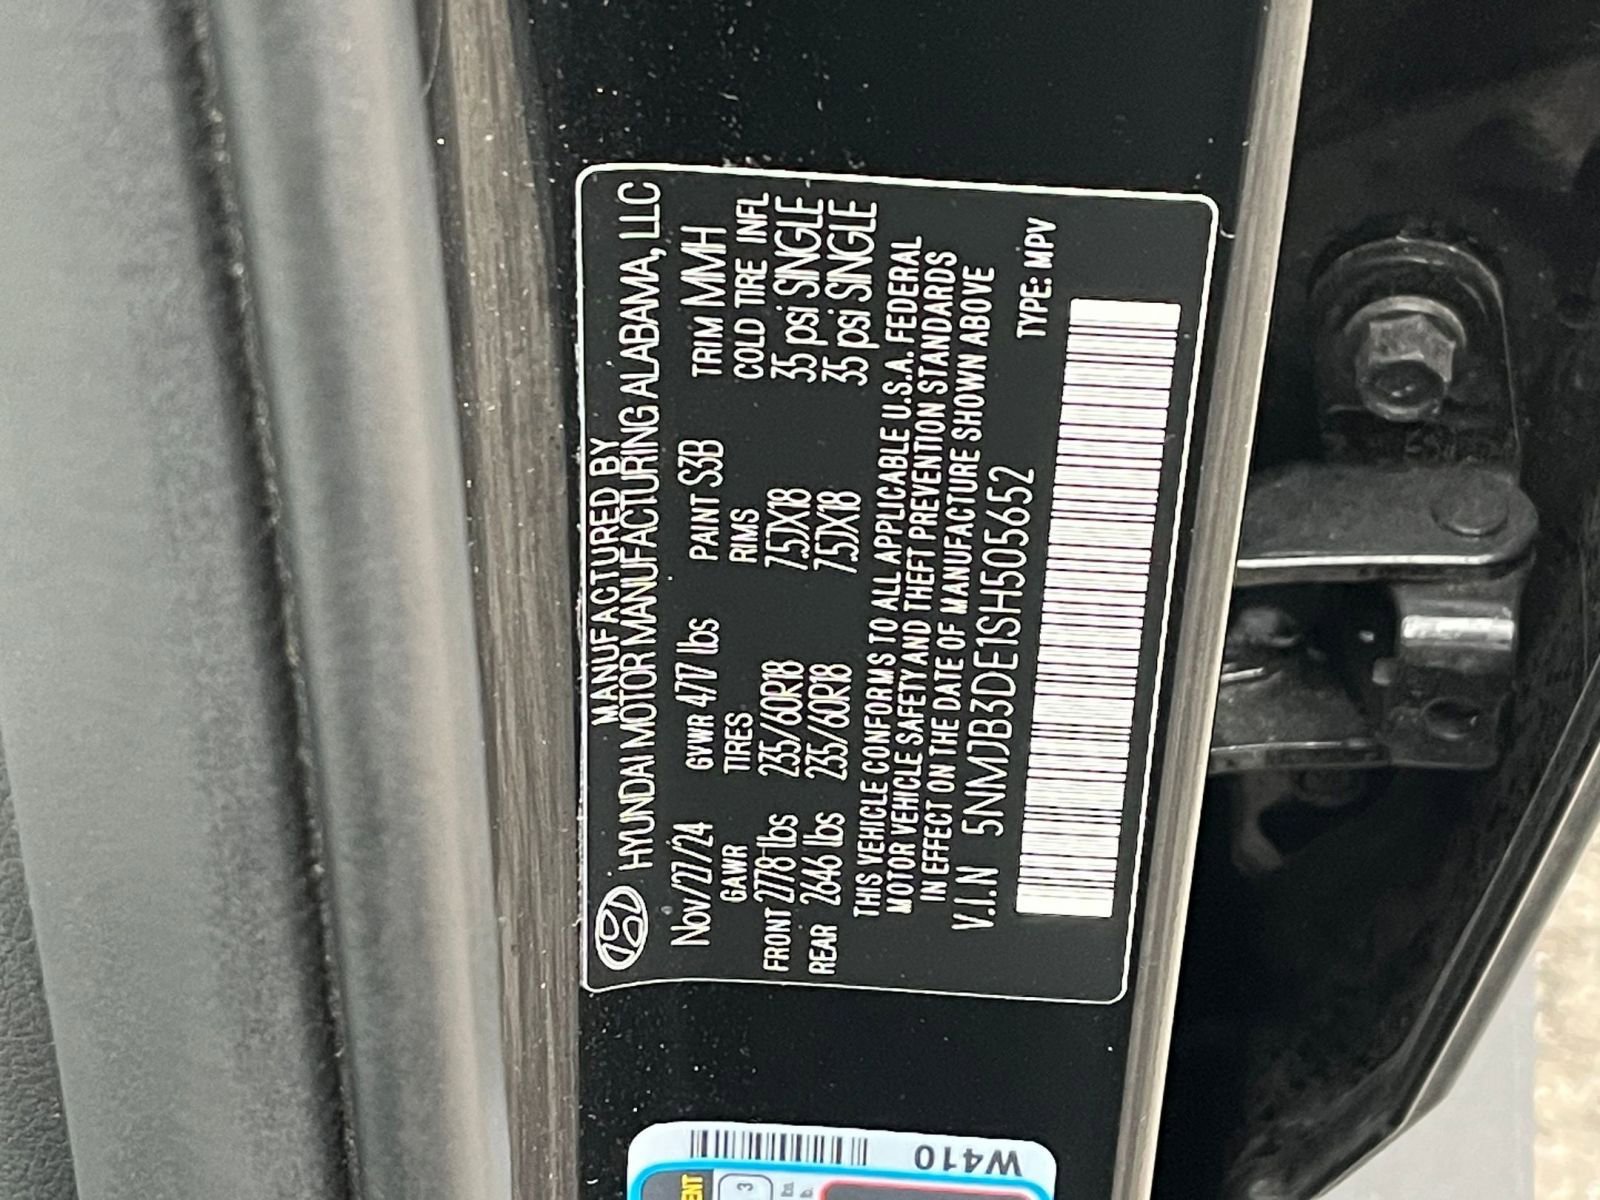 MANUFACTURED BY
HYUNDAI MOTOR MANUFACTURING ALABAMA, LLC
Nov/27/24 GVWR 4717 lbs PAINT S3B TRIM MMH
GAWR TIRES RIMS COLD TIRE INFL
FRONT 2778 lbs 235/60R18 7.5JX18 35 psi SINGLE
REAR 2646 lbs 235/60R18 7.5JX18 35 psi SINGLE
THIS VEHICLE CONFORMS TO ALL APPLICABLE U.S.A. FEDERAL
MOTOR VEHICLE SAFETY AND THEFT PREVENTION STANDARDS
IN EFFECT ON THE DATE OF MANUFACTURE SHOWN ABOVE
V.I.N 5NMJB3DE1SH505652
TYPE: MPV
W410
3